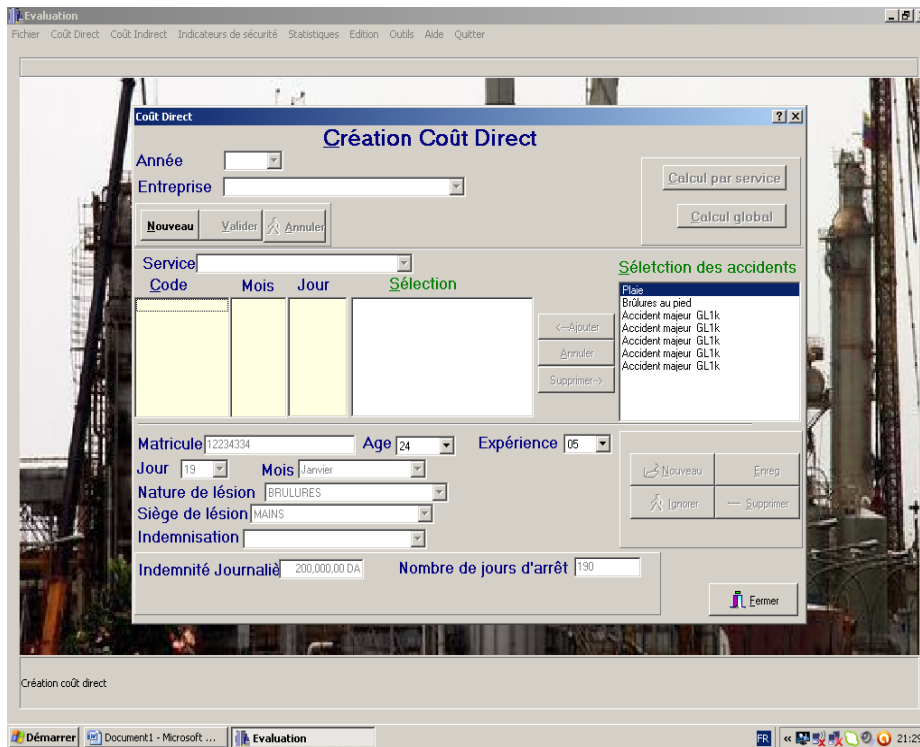 Evaluation
Fichier Coût Direct Coût Indirect Indicateurs de sécurité Statistiques Edition Outils Aide Quitter
Coût Direct
Création Coût Direct
Année
Entreprise
Calcul par service
Calcul global
Nouveau Valider Annuler
Service
Séletction des accidents
Code Mois Jour Sélection
Plaie
Brûlures au pied
Accident majeur GL1k
Accident majeur GL1k
Accident majeur GL1k
Accident majeur GL1k
Accident majeur GL1k
<---Ajouter
Annuler
Supprimer-->
Matricule 12234334 Age 24 Expérience 05
Jour 19 Mois Janvier
Nature de lésion BRULURES
Siège de lésion MAINS
Indemnisation
Nouveau Enreg
Ignorer Supprimer
Indemnité Journaliè 200,000,00 DA Nombre de jours d'arrêt 190
Fermer
Création coût direct
Démarrer Document1 - Microsoft ... Evaluation FR « 21:29